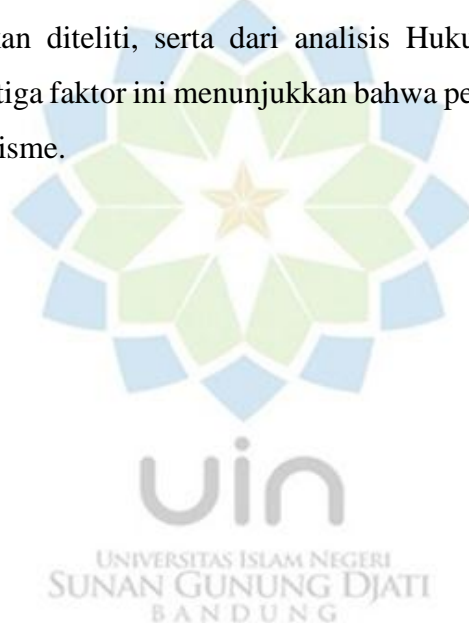 kan diteliti, serta dari analisis Huku
tiga faktor ini menunjukkan bahwa pe
isme.
uin
UNIVERSITAS ISLAM NEGERI
SUNAN GUNUNG DJATI
BANDUNG